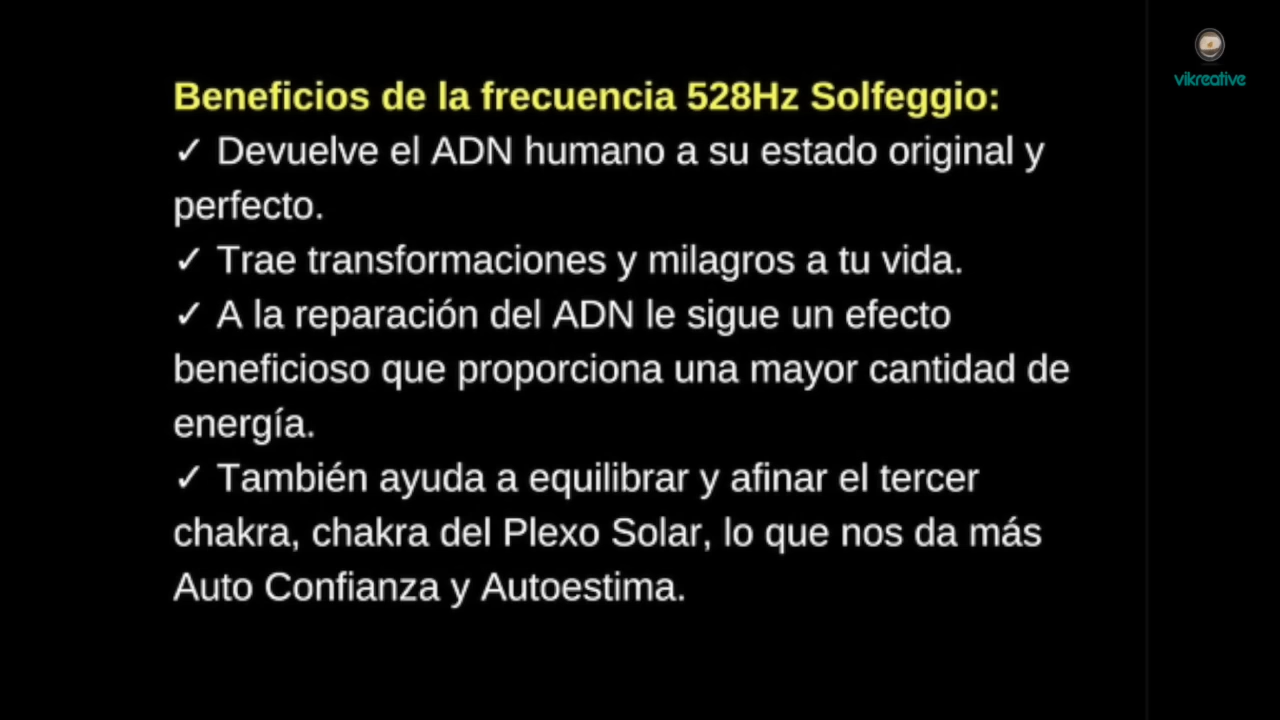 vikreative
Beneficios de la frecuencia 528Hz Solfeggio:
✓ Devuelve el ADN humano a su estado original y
perfecto.
✓ Trae transformaciones y milagros a tu vida.
✓ A la reparación del ADN le sigue un efecto
beneficioso que proporciona una mayor cantidad de
energía.
✓ También ayuda a equilibrar y afinar el tercer
chakra, chakra del Plexo Solar, lo que nos da más
Auto Confianza y Autoestima.